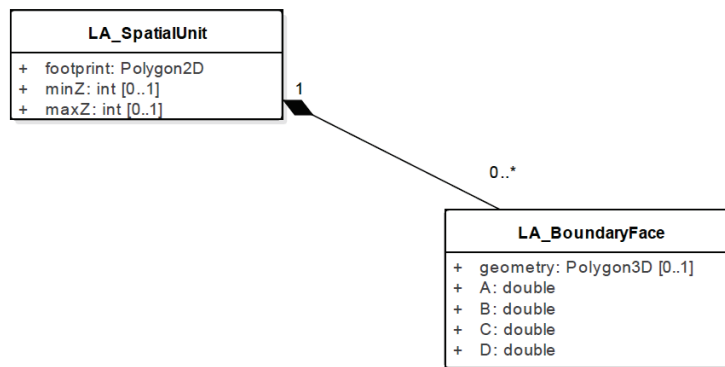 LA_SpatialUnit
+ footprint: Polygon2D
+ minZ: int [0..1]
+ maxZ: int [0..1]
1
0..*
LA_BoundaryFace
+ geometry: Polygon3D [0..1]
+ A: double
+ B: double
+ C: double
+ D: double